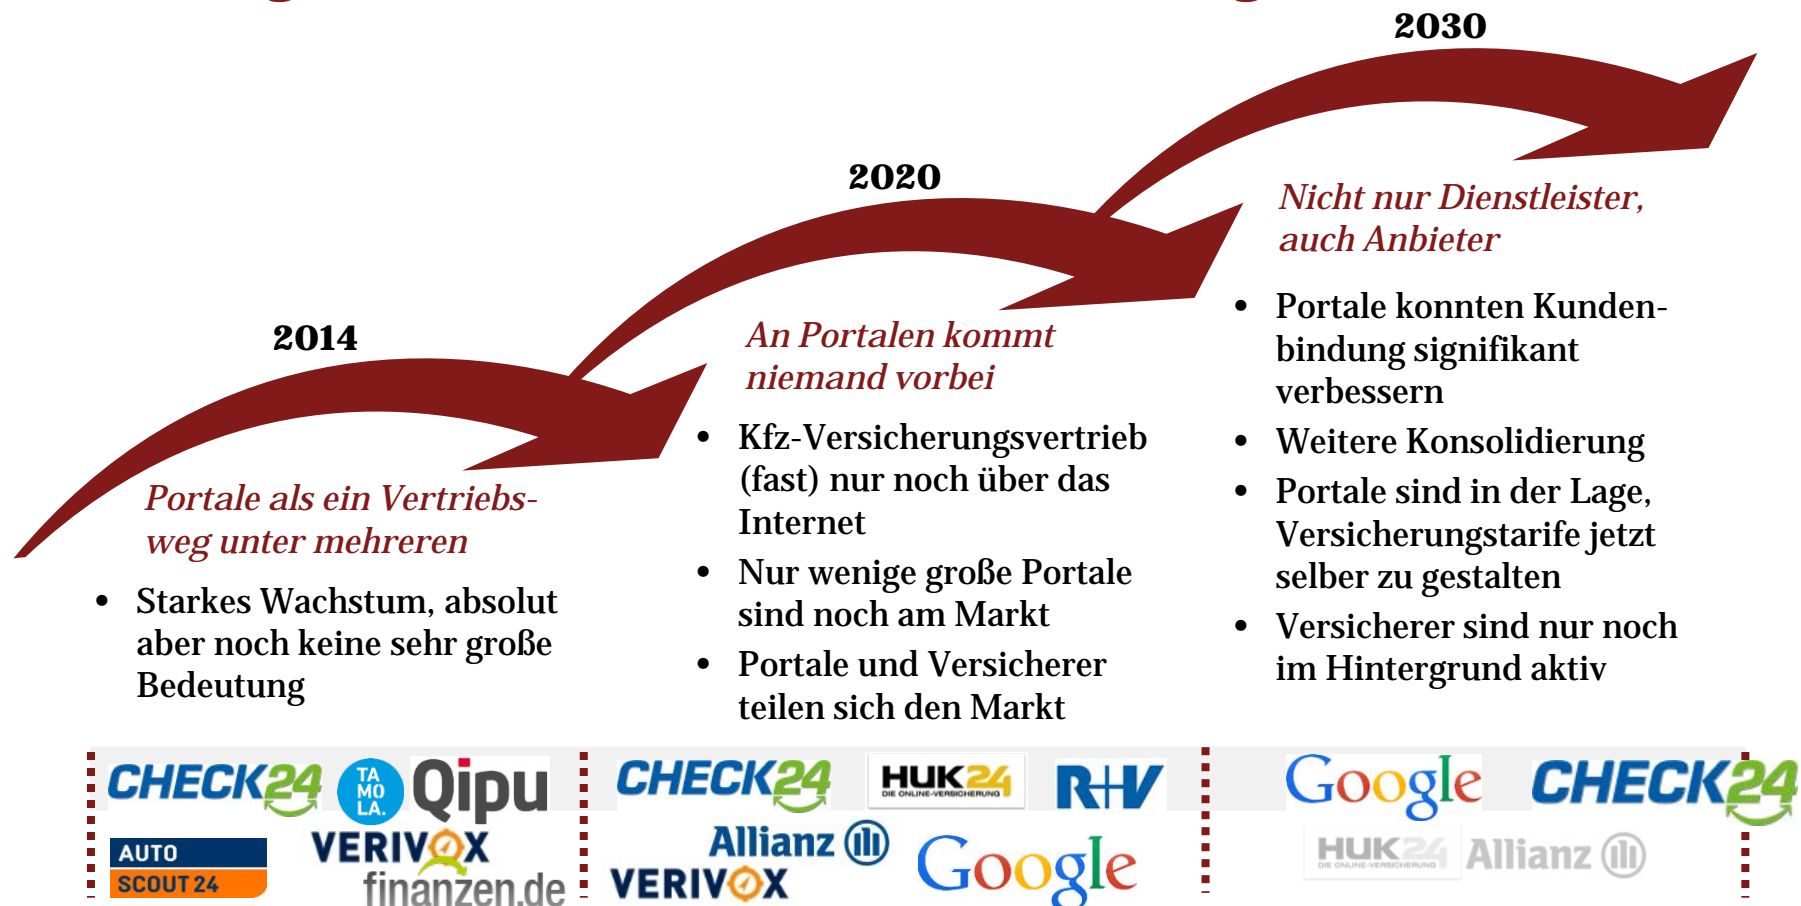 2014
Portale als ein Vertriebs-
weg unter mehreren
• Starkes Wachstum, absolut
aber noch keine sehr große
Bedeutung
2020
An Portalen kommt
niemand vorbei
• Kfz-Versicherungsvertrieb
(fast) nur noch über das
Internet
• Nur wenige große Portale
sind noch am Markt
• Portale und Versicherer
teilen sich den Markt
2030
Nicht nur Dienstleister,
auch Anbieter
• Portale konnten Kunden-
bindung signifikant
verbessern
• Weitere Konsolidierung
• Portale sind in der Lage,
Versicherungstarife jetzt
selber zu gestalten
• Versicherer sind nur noch
im Hintergrund aktiv
CHECK24
TA
MO
LA.
Qipu
AUTO
SCOUT 24
VERIVOX
finanzen.de
CHECK24
HUK24
DIE ONLINE-VERSICHERUNG
R+V
Allianz
VERIVOX
Google
Google
CHECK24
HUK24
DIE ONLINE-VERSICHERUNG
Allianz